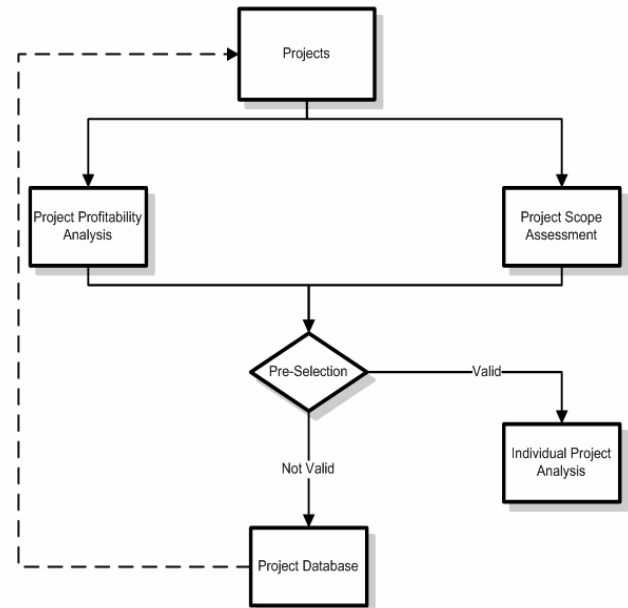 Projects
Project Profitability
Analysis
Project Scope
Assessment
Pre-Selection
Valid
Individual Project
Analysis
Not Valid
Project Database